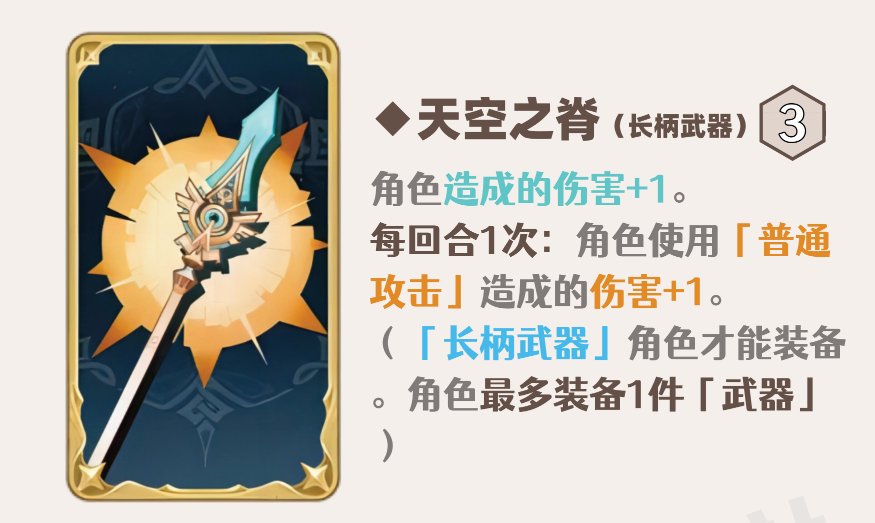 ◆天空之脊（长柄武器）3
角色造成的伤害+1。
每回合1次：角色使用「普通
攻击」造成的伤害+1。
（「长柄武器」角色才能装备
。角色最多装备1件「武器」
）